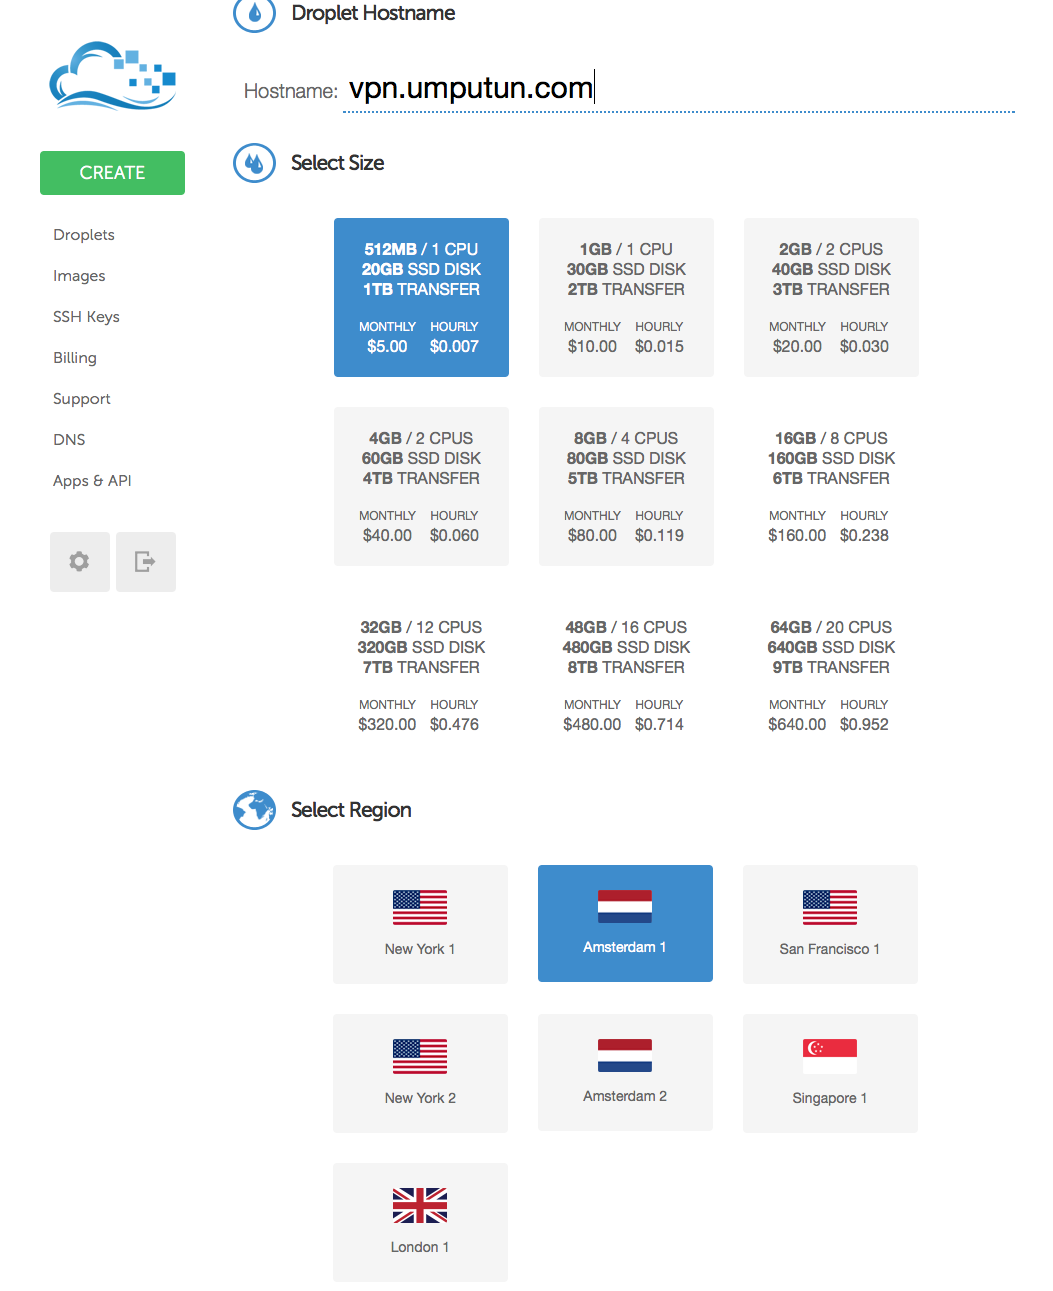 Droplet Hostname
Hostname: vpn.umputun.com
CREATE
Droplets
Images
SSH Keys
Billing
Support
DNS
Apps & API
Select Size
512MB / 1 CPU
20GB SSD DISK
1TB TRANSFER
MONTHLY HOURLY
$5.00 $0.007
1GB / 1 CPU
30GB SSD DISK
2TB TRANSFER
MONTHLY HOURLY
$10.00 $0.015
2GB / 2 CPUS
40GB SSD DISK
3TB TRANSFER
MONTHLY HOURLY
$20.00 $0.030
4GB / 2 CPUS
60GB SSD DISK
4TB TRANSFER
MONTHLY HOURLY
$40.00 $0.060
8GB / 4 CPUS
80GB SSD DISK
5TB TRANSFER
MONTHLY HOURLY
$80.00 $0.119
16GB / 8 CPUS
160GB SSD DISK
6TB TRANSFER
MONTHLY HOURLY
$160.00 $0.238
32GB / 12 CPUS
320GB SSD DISK
7TB TRANSFER
MONTHLY HOURLY
$320.00 $0.476
48GB / 16 CPUS
480GB SSD DISK
8TB TRANSFER
MONTHLY HOURLY
$480.00 $0.714
64GB / 20 CPUS
640GB SSD DISK
9TB TRANSFER
MONTHLY HOURLY
$640.00 $0.952
Select Region
New York 1
Amsterdam 1
San Francisco 1
New York 2
Amsterdam 2
Singapore 1
London 1